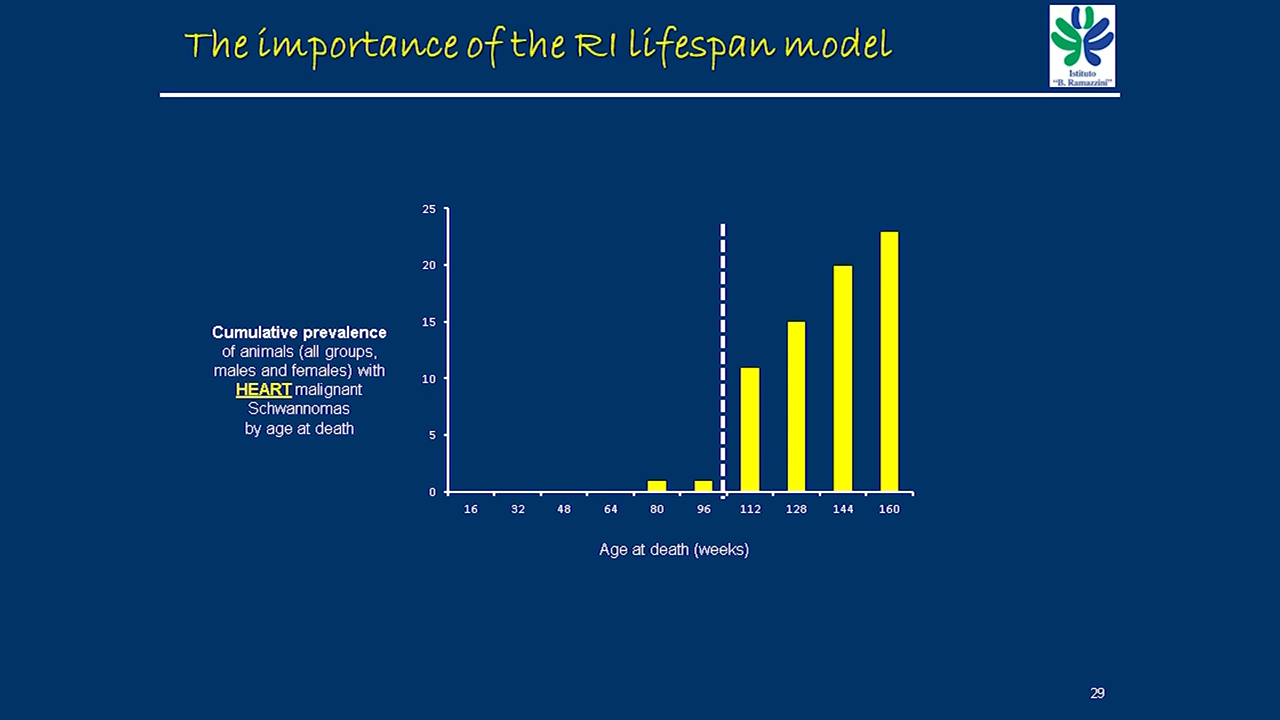 The importance of the RI lifespan model
Istituto
"B. Ramazzini"
25
20
15
10
5
0
Cumulative prevalence
of animals (all groups,
males and females) with
HEART malignant
Schwannomas
by age at death
16 32 48 64 80 96 112 128 144 160
Age at death (weeks)
29